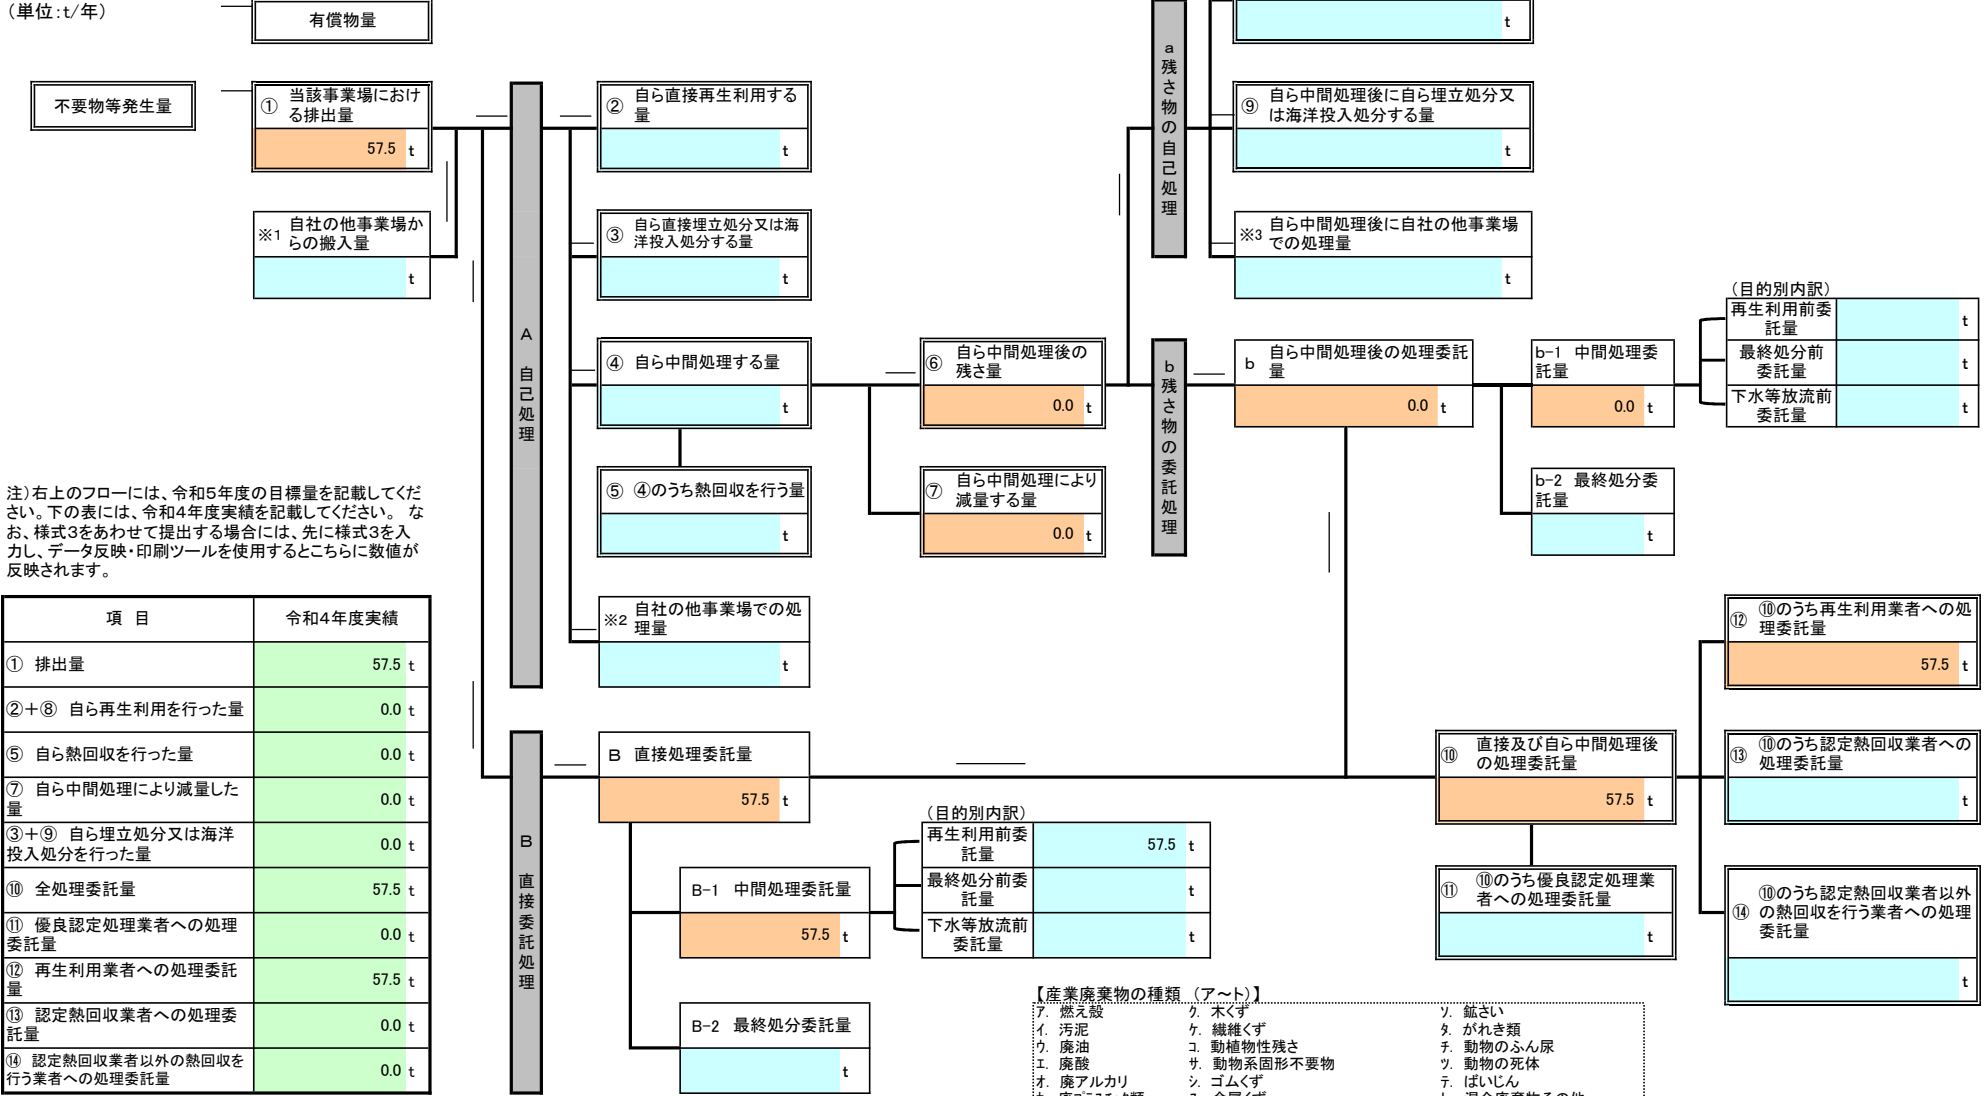 (単位:t/年)
有償物量
t
不要物等発生量
① 当該事業場におけ
る排出量
57.5 t
※1 自社の他事業場か
らの搬入量
t
A 自己処理
② 自ら直接再生利用する
量
t
③ 自ら直接埋立処分又は海
洋投入処分する量
t
④ 自ら中間処理する量
t
⑤ ④のうち熱回収を行う量
t
※2 自社の他事業場での処
理量
t
⑥ 自ら中間処理後の
残さ量
0.0 t
⑦ 自ら中間処理により
減量する量
0.0 t
a残さ物の自己処理
⑨ 自ら中間処理後に自ら埋立処分又
は海洋投入処分する量
t
※3 自ら中間処理後に自社の他事業場
での処理量
t
b残さ物の委託処理
b 自ら中間処理後の処理委託
量
0.0 t
b-1 中間処理委
託量
0.0 t
(目的別内訳)
再生利用前委
託量
t
最終処分前
委託量
t
下水等放流前
委託量
t
b-2 最終処分委
託量
t
注)右上のフローには、令和5年度の目標量を記載してくだ
さい。下の表には、令和4年度実績を記載してください。 な
お、様式3をあわせて提出する場合には、先に様式3を入
力し、データ反映・印刷ツールを使用するとこちらに数値が
反映されます。
項 目 令和4年度実績
① 排出量 57.5 t
②+⑧ 自ら再生利用を行った量 0.0 t
⑤ 自ら熱回収を行った量 0.0 t
⑦ 自ら中間処理により減量した
量 0.0 t
③+⑨ 自ら埋立処分又は海洋
投入処分を行った量 0.0 t
⑩ 全処理委託量 57.5 t
⑪ 優良認定処理業者への処理
委託量 0.0 t
⑫ 再生利用業者への処理委託
量 57.5 t
⑬ 認定熱回収業者への処理委
託量 0.0 t
⑭ 認定熱回収業者以外の熱回収を
行う業者への処理委託量 0.0 t
B 直接委託処理
B 直接処理委託量
57.5 t
B-1 中間処理委託量
57.5 t
B-2 最終処分委託量
t
(目的別内訳)
再生利用前委
託量
57.5 t
最終処分前委
託量
t
下水等放流前
委託量
t
⑩ 直接及び自ら中間処理後
の処理委託量
57.5 t
⑪ ⑩のうち優良認定処理業
者への処理委託量
t
⑫ ⑩のうち再生利用業者への処
理委託量
57.5 t
⑬ ⑩のうち認定熱回収業者への
処理委託量
t
⑭ ⑩のうち認定熱回収業者以外
の熱回収を行う業者への処理
委託量
t
【産業廃棄物の種類 (ア~ト)】
ア. 燃え殻 ク. 木くず ソ. 鉱さい
イ. 汚泥 ケ. 繊維くず タ. がれき類
ウ. 廃油 コ. 動植物性残さ チ. 動物のふん尿
エ. 廃酸 サ. 動物系固形不要物 ツ. 動物の死体
オ. 廃アルカリ シ. ゴムくず テ. ばいじん